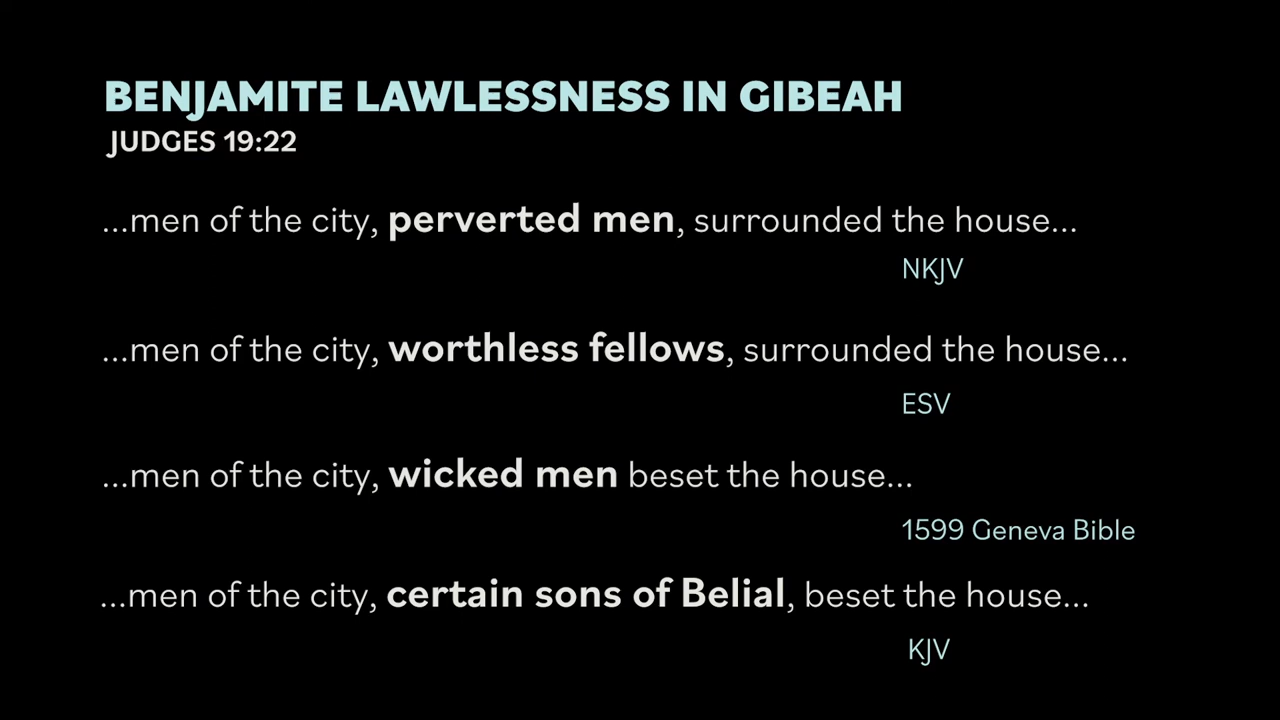 BENJAMITE LAWLESSNESS IN GIBEAH
JUDGES 19:22
...men of the city, perverted men, surrounded the house...
NKJV
...men of the city, worthless fellows, surrounded the house...
ESV
...men of the city, wicked men beset the house...
1599 Geneva Bible
...men of the city, certain sons of Belial, beset the house...
KJV